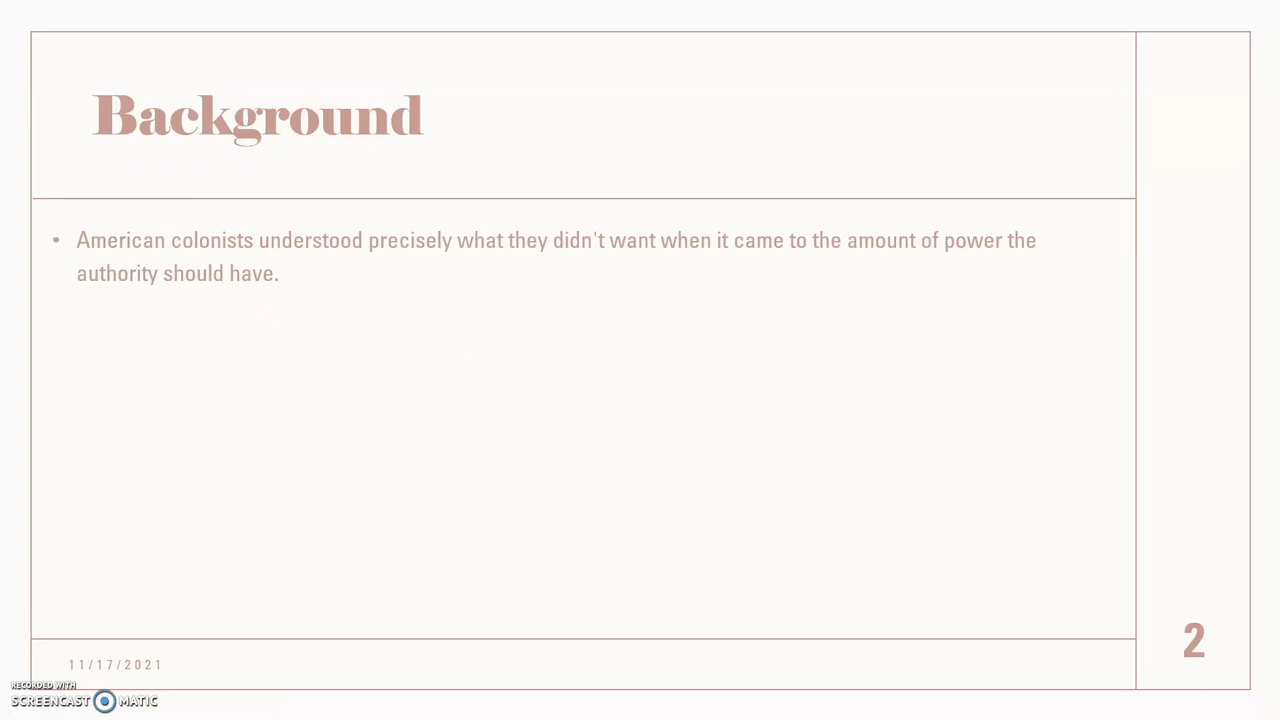 Background
• American colonists understood precisely what they didn't want when it came to the amount of power the
authority should have.
2
11/17/2021
RECORDED WITH
SCREENCAST MATIC